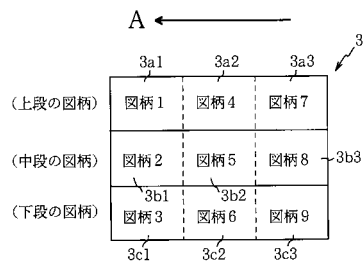 A
3
3a1 3a2 3a3
(上段の図柄) 図柄1 図柄4 図柄7
(中段の図柄) 図柄2 図柄5 図柄8 3b3
3b1 3b2
(下段の図柄) 図柄3 図柄6 図柄9
3c1 3c2 3c3